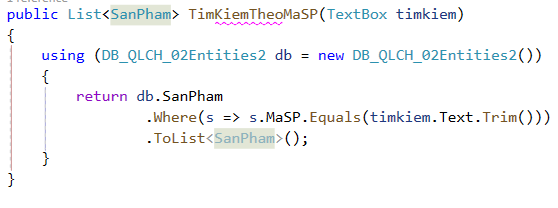 public List<SanPham> TimKiemTheoMaSP(TextBox timkiem)
{
using (DB_QLCH_02Entities2 db = new DB_QLCH_02Entities2())
{
return db.SanPham
.Where(s => s.MaSP.Equals(timkiem.Text.Trim()))
.ToList<SanPham>();
}
}